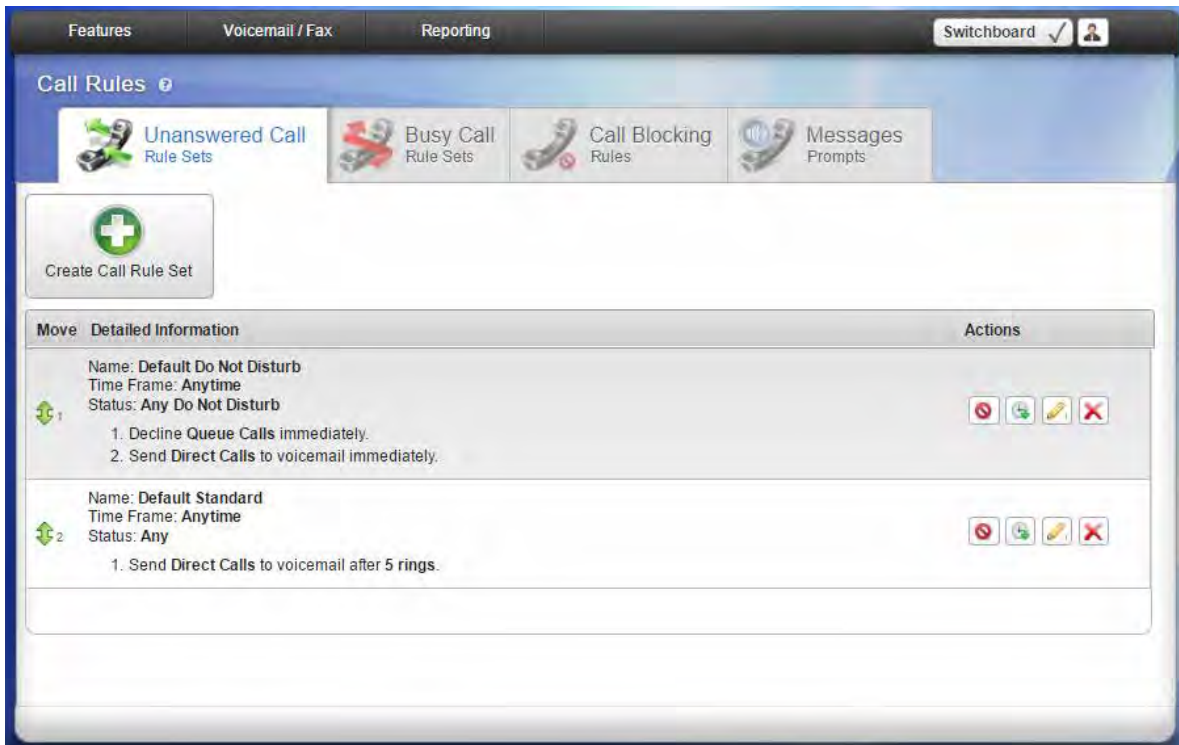 Features Voicemail / Fax Reporting Switchboard
Call Rules
Unanswered Call
Rule Sets
Busy Call
Rule Sets
Call Blocking
Rules
Messages
Prompts
Create Call Rule Set
Move Detailed Information Actions
Name: Default Do Not Disturb
Time Frame: Anytime
1 Status: Any Do Not Disturb
1. Decline Queue Calls immediately.
2. Send Direct Calls to voicemail immediately.
Name: Default Standard
Time Frame: Anytime
2 Status: Any
1. Send Direct Calls to voicemail after 5 rings.